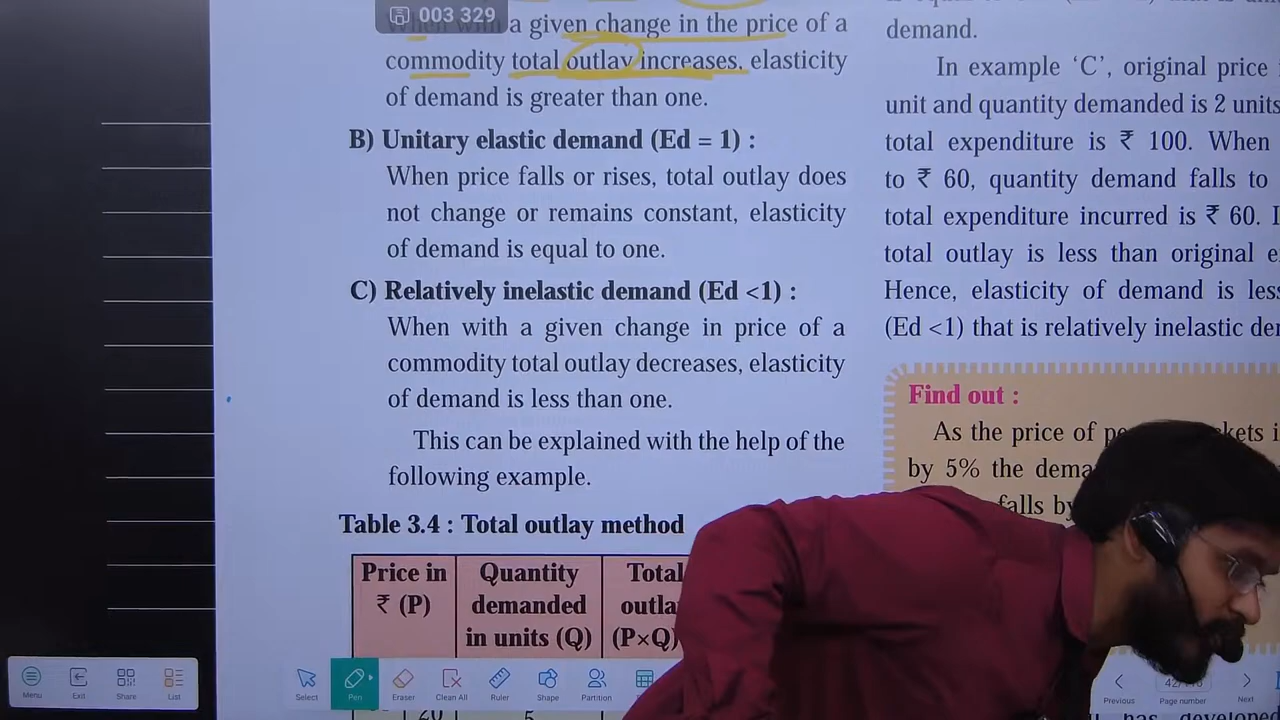 003 329
When with a given change in the price of a
commodity total outlay increases, elasticity
of demand is greater than one.
B) Unitary elastic demand (Ed = 1) :
When price falls or rises, total outlay does
not change or remains constant, elasticity
of demand is equal to one.
C) Relatively inelastic demand (Ed <1) :
When with a given change in price of a
commodity total outlay decreases, elasticity
of demand is less than one.
This can be explained with the help of the
following example.
Table 3.4 : Total outlay method
Price in
₹ (P)
Quantity
demanded
in units (Q)
Total
outla
(P×Q)
20
5
demand.
In example ‘C’, original price
unit and quantity demanded is 2 units
total expenditure is ₹ 100. When
to ₹ 60, quantity demand falls to
total expenditure incurred is ₹ 60.
total outlay is less than original
Hence, elasticity of demand is less
(Ed <1) that is relatively inelastic
Find out :
As the price of
by 5% the
falls by
has developed
Menu
Exit
Share
List
Select
Pen
Eraser
Clean All
Ruler
Shape
Partition
Previous
Page number
Next